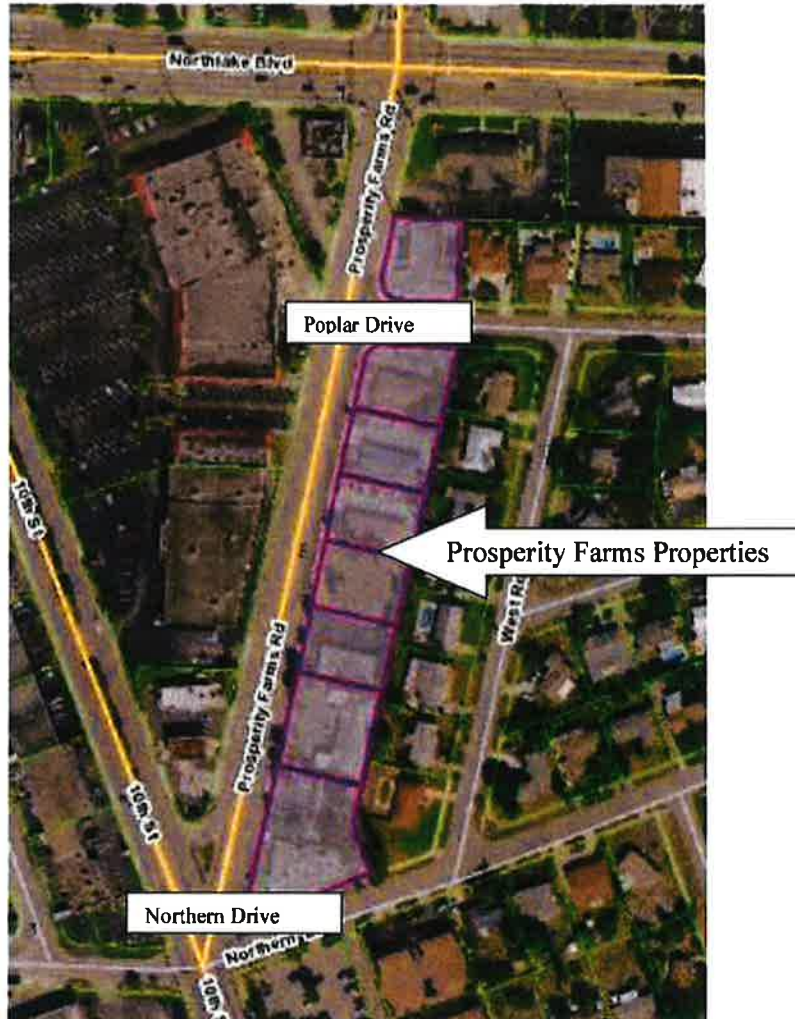 Northlake Blvd
Prosperity Farms Rd
Poplar Drive
10th St
Prosperity Farms Properties
West Rd
Prosperity Farms Rd
10th St
Northern Drive
Northern
10th S